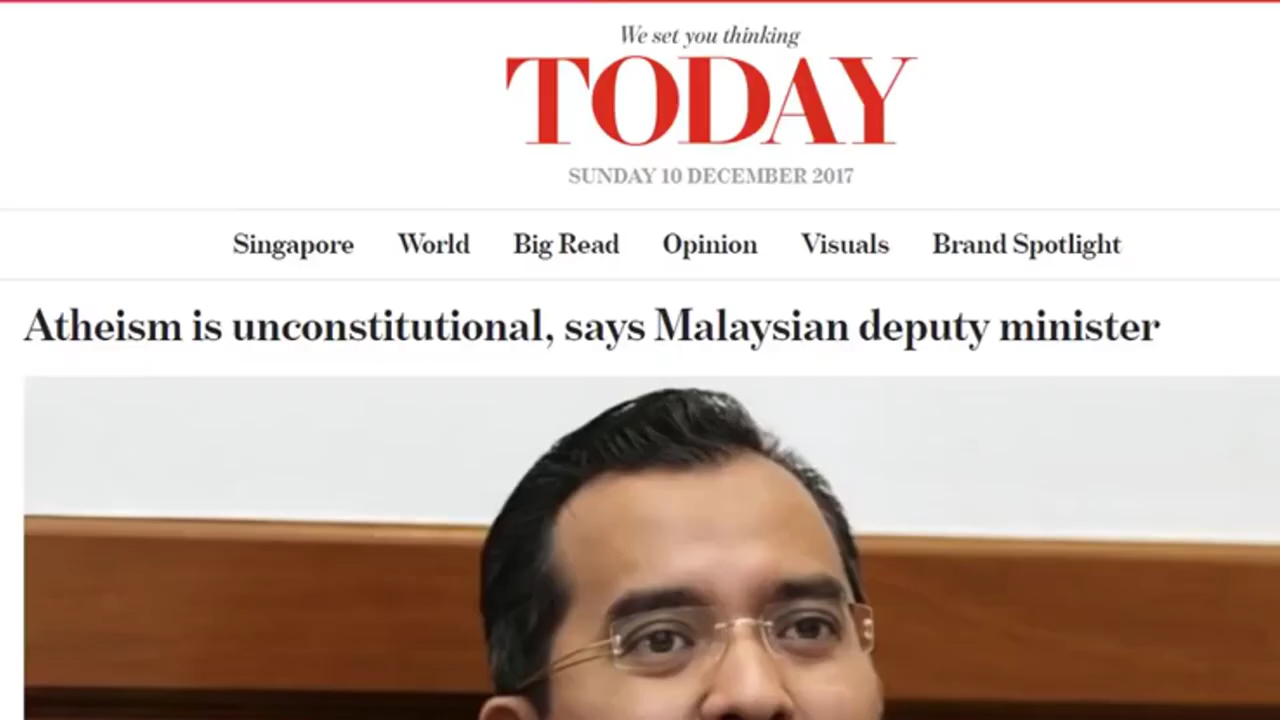 We set you thinking
TODAY
SUNDAY 10 DECEMBER 2017
Singapore World Big Read Opinion Visuals Brand Spotlight
Atheism is unconstitutional, says Malaysian deputy minister